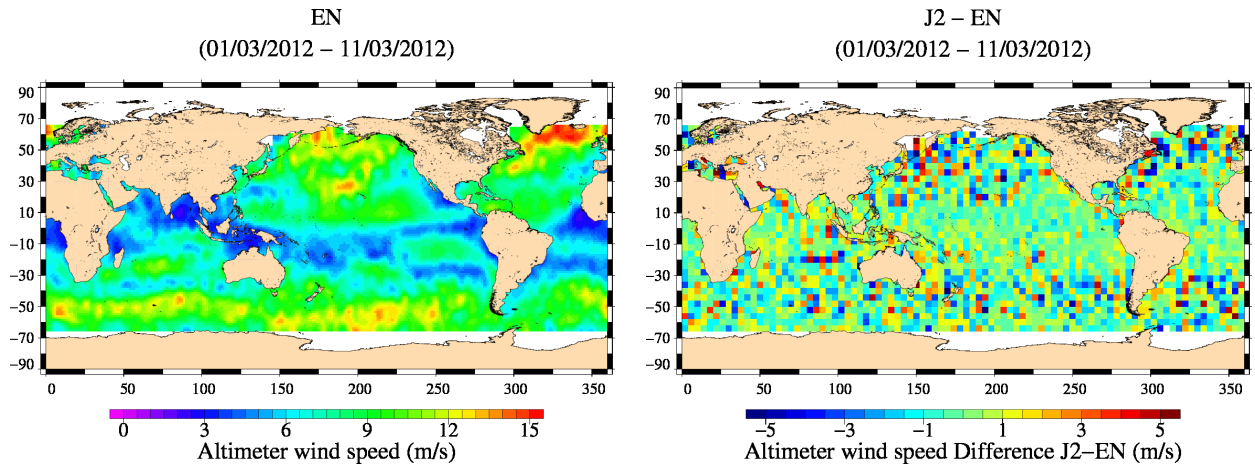 EN
(01/03/2012 – 11/03/2012)
90
70
50
30
10
−10
−30
−50
−70
−90
0 50 100 150 200 250 300 350
0 3 6 9 12 15
Altimeter wind speed (m/s)
J2 – EN
(01/03/2012 – 11/03/2012)
90
70
50
30
10
−10
−30
−50
−70
−90
0 50 100 150 200 250 300 350
−5 −3 −1 1 3 5
Altimeter wind speed Difference J2−EN (m/s)